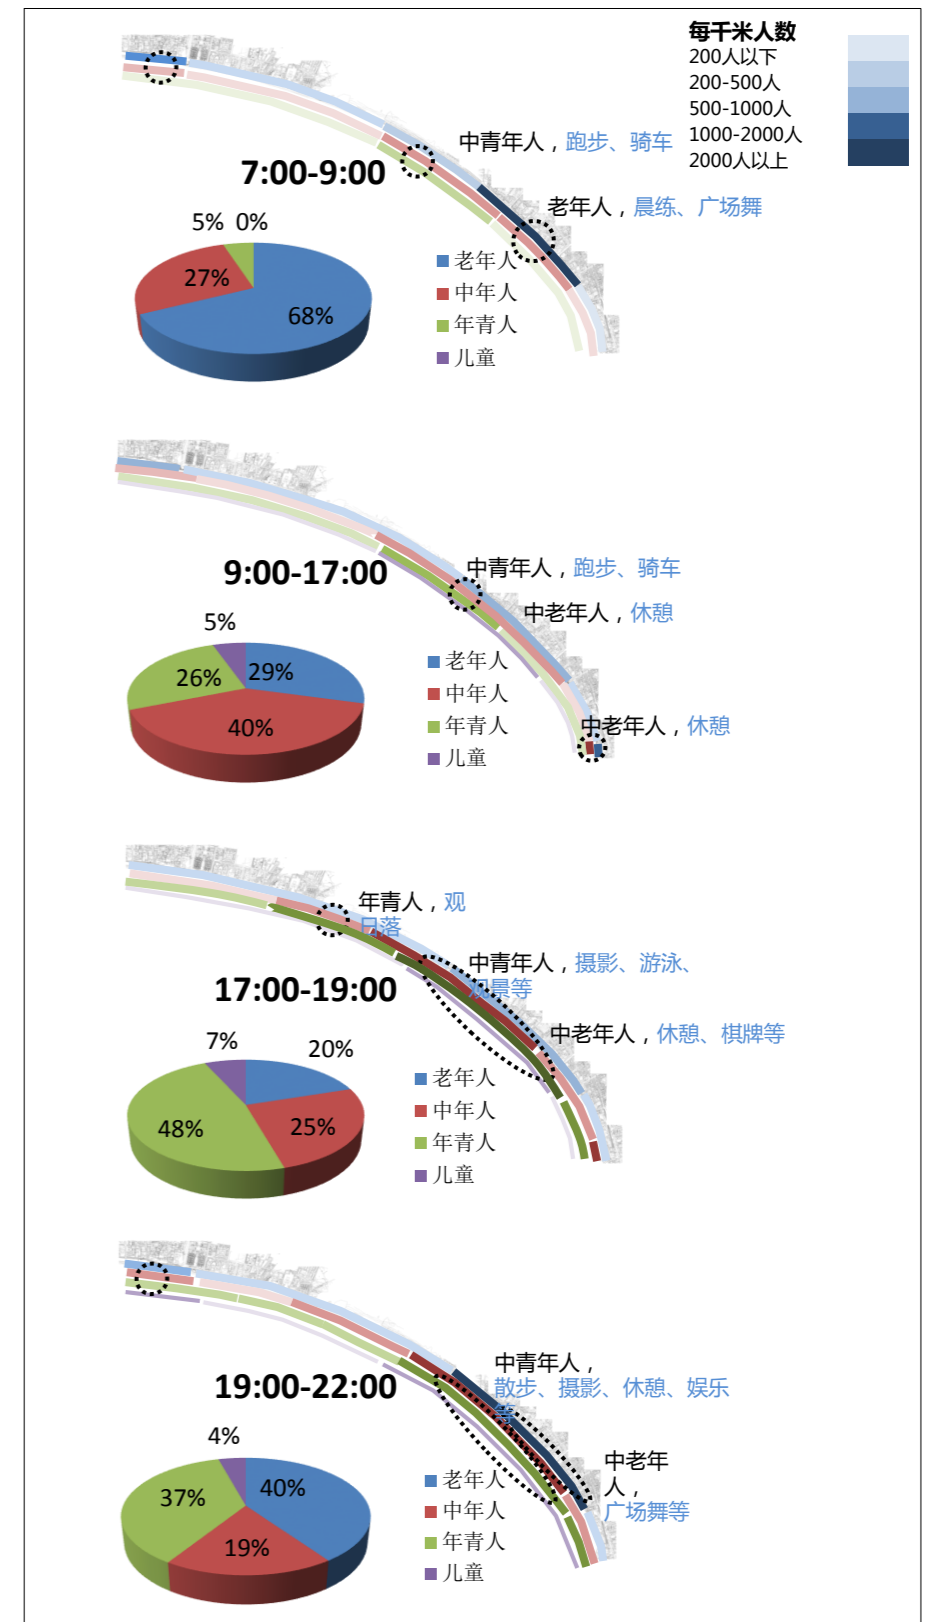 每千米人数
200人以下
200-500人
500-1000人
1000-2000人
2000人以上
中青年人，跑步、骑车
7:00-9:00
老年人，晨练、广场舞
5% 0%
27%
68%
老年人
中年人
年青人
儿童
中青年人，跑步、骑车
9:00-17:00
中老年人，休憩
5%
26%
29%
40%
老年人
中年人
年青人
儿童
中老年人，休憩
年青人，观
日落
中青年人，摄影、游泳、
观景等
17:00-19:00
中老年人，休憩、棋牌等
7%
20%
48%
25%
老年人
中年人
年青人
儿童
中青年人，
散步、摄影、休憩、娱乐
等
19:00-22:00
中老年
人，
广场舞等
4%
37%
40%
19%
老年人
中年人
年青人
儿童